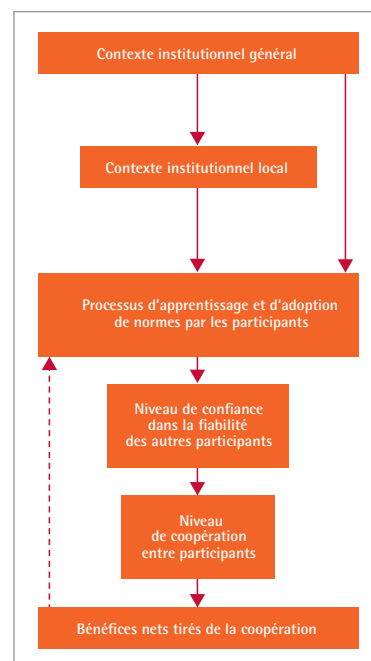 Contexte institutionnel général
Contexte institutionnel local
Processus d'apprentissage et d'adoption
de normes par les participants
Niveau de confiance
dans la fiabilité
des autres participants
Niveau
de coopération
entre participants
Bénéfices nets tirés de la coopération